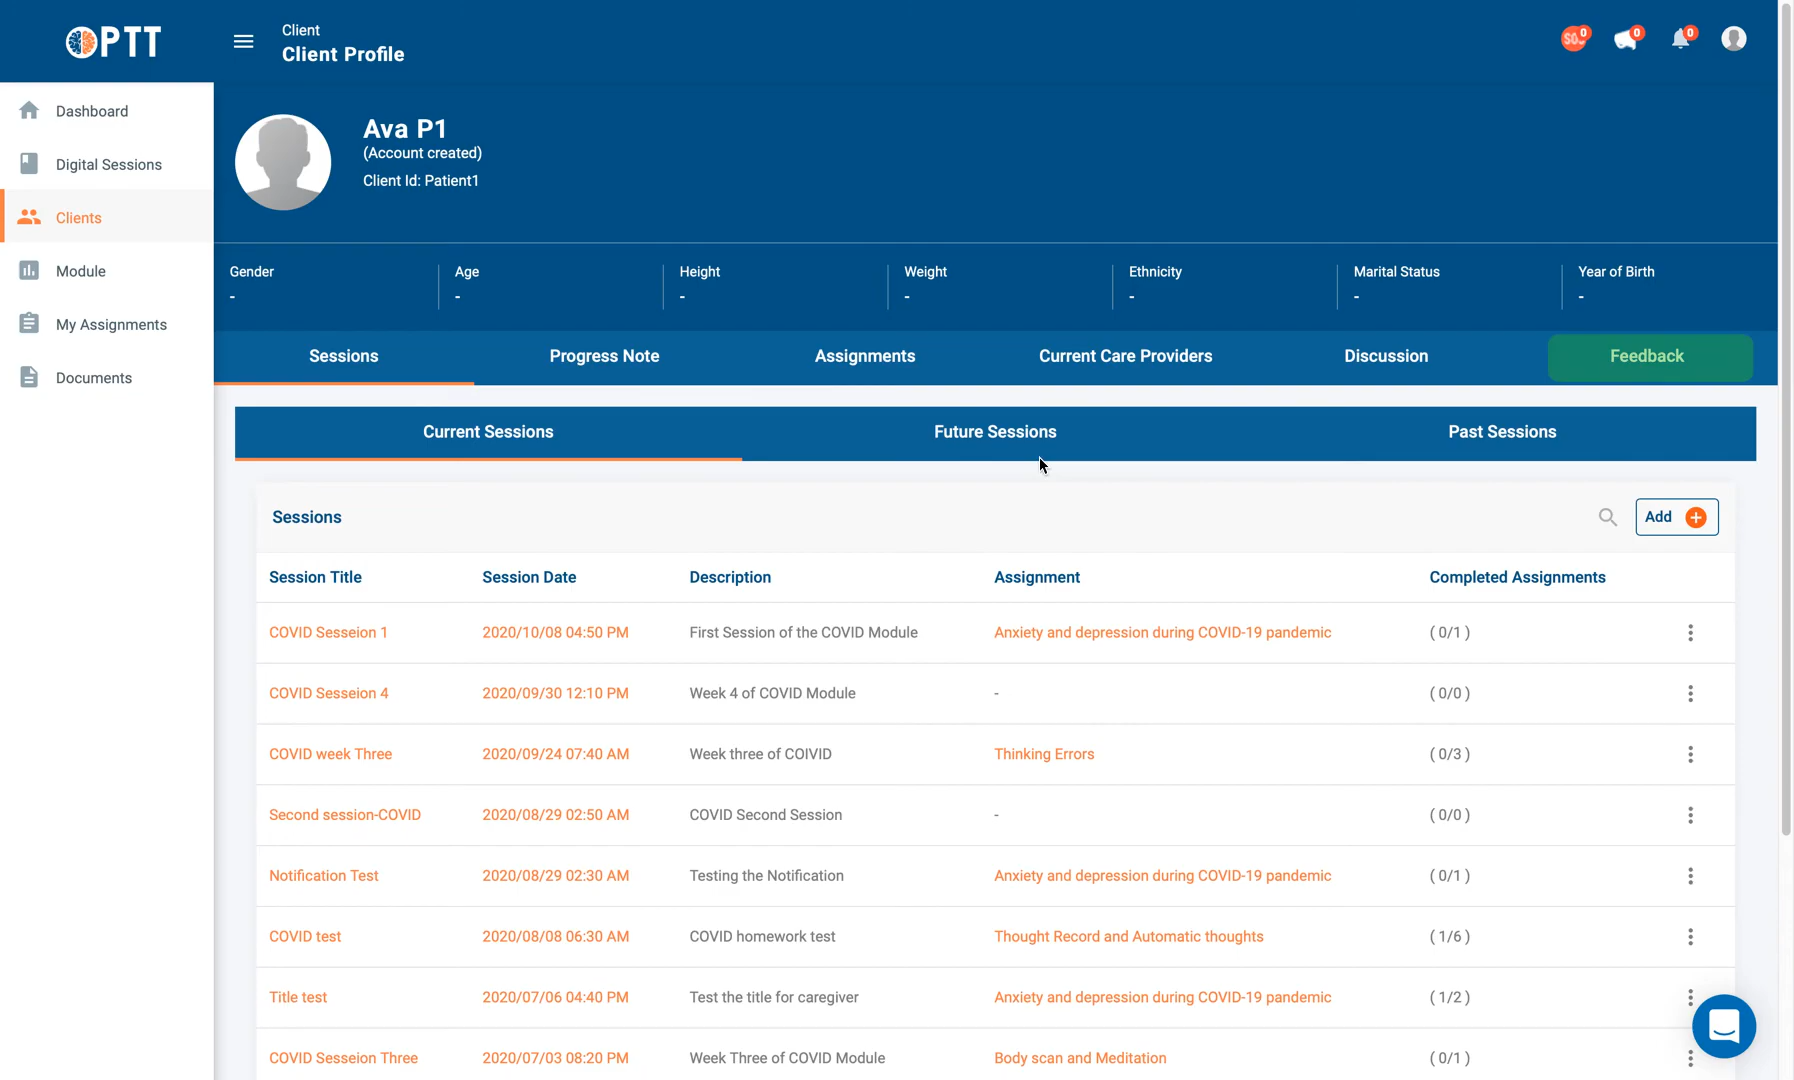 OPTT
Client
Client Profile
0
0
0
Dashboard
Digital Sessions
Clients
Module
My Assignments
Documents
Ava P1
(Account created)
Client Id: Patient1
Gender
-
Age
-
Height
-
Weight
-
Ethnicity
-
Marital Status
-
Year of Birth
-
Sessions
Progress Note
Assignments
Current Care Providers
Discussion
Feedback
Current Sessions
Future Sessions
Past Sessions
Sessions
Add
Session Title Session Date Description Assignment Completed Assignments
COVID Sesseion 1 2020/10/08 04:50 PM First Session of the COVID Module Anxiety and depression during COVID-19 pandemic ( 0/1 )
COVID Sesseion 4 2020/09/30 12:10 PM Week 4 of COVID Module - ( 0/0 )
COVID week Three 2020/09/24 07:40 AM Week three of COIVID Thinking Errors ( 0/3 )
Second session-COVID 2020/08/29 02:50 AM COVID Second Session - ( 0/0 )
Notification Test 2020/08/29 02:30 AM Testing the Notification Anxiety and depression during COVID-19 pandemic ( 0/1 )
COVID test 2020/08/08 06:30 AM COVID homework test Thought Record and Automatic thoughts ( 1/6 )
Title test 2020/07/06 04:40 PM Test the title for caregiver Anxiety and depression during COVID-19 pandemic ( 1/2 )
COVID Sesseion Three 2020/07/03 08:20 PM Week Three of COVID Module Body scan and Meditation ( 0/1 )